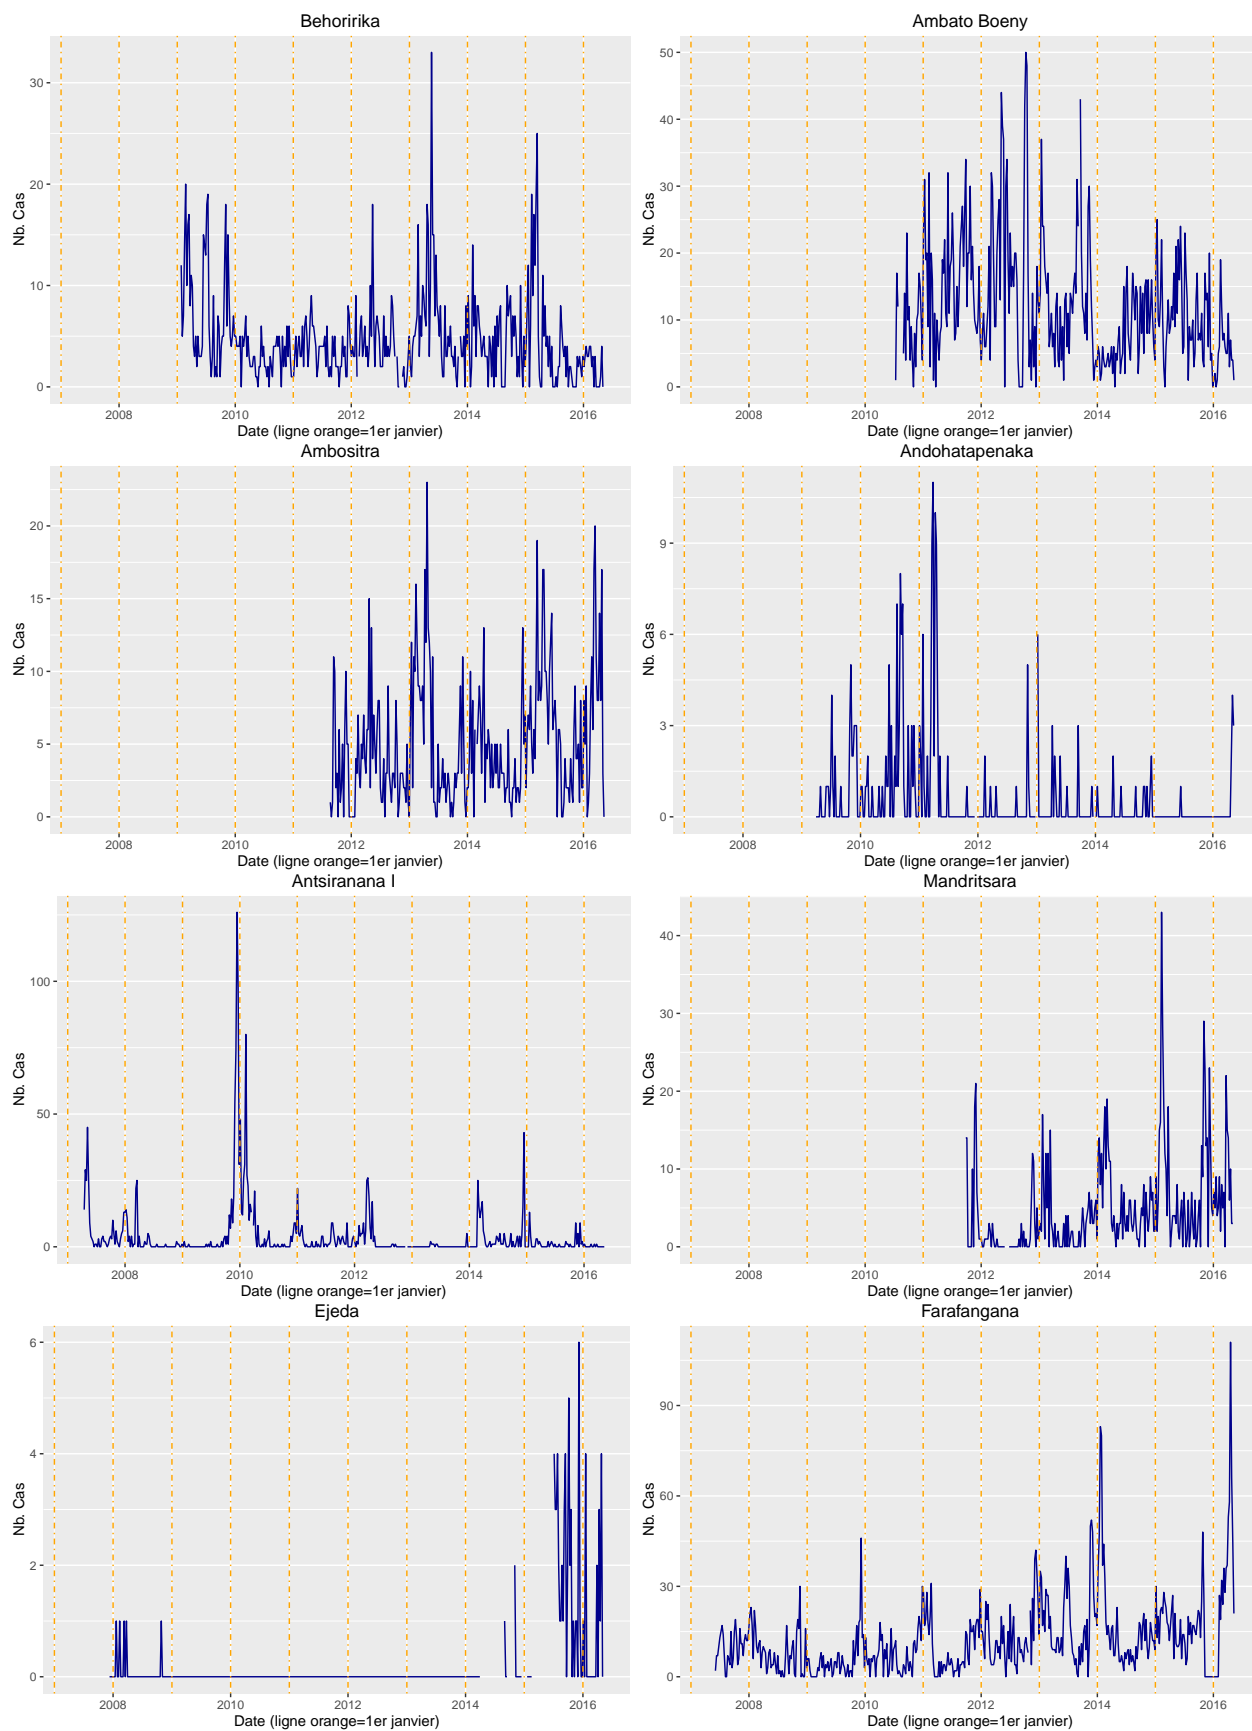 Behoririka
Nb. Cas
30
20
10
0
2008 2010 2012 2014 2016
Date (ligne orange=1er janvier)
Ambato Boeny
Nb. Cas
50
40
30
20
10
0
2008 2010 2012 2014 2016
Date (ligne orange=1er janvier)
Ambositra
Nb. Cas
20
15
10
5
0
2008 2010 2012 2014 2016
Date (ligne orange=1er janvier)
Andohatapenaka
Nb. Cas
9
6
3
0
2008 2010 2012 2014 2016
Date (ligne orange=1er janvier)
Antsiranana I
Nb. Cas
100
50
0
2008 2010 2012 2014 2016
Date (ligne orange=1er janvier)
Mandritsara
Nb. Cas
40
30
20
10
0
2008 2010 2012 2014 2016
Date (ligne orange=1er janvier)
Ejeda
Nb. Cas
6
4
2
0
2008 2010 2012 2014 2016
Date (ligne orange=1er janvier)
Farafangana
Nb. Cas
90
60
30
0
2008 2010 2012 2014 2016
Date (ligne orange=1er janvier)